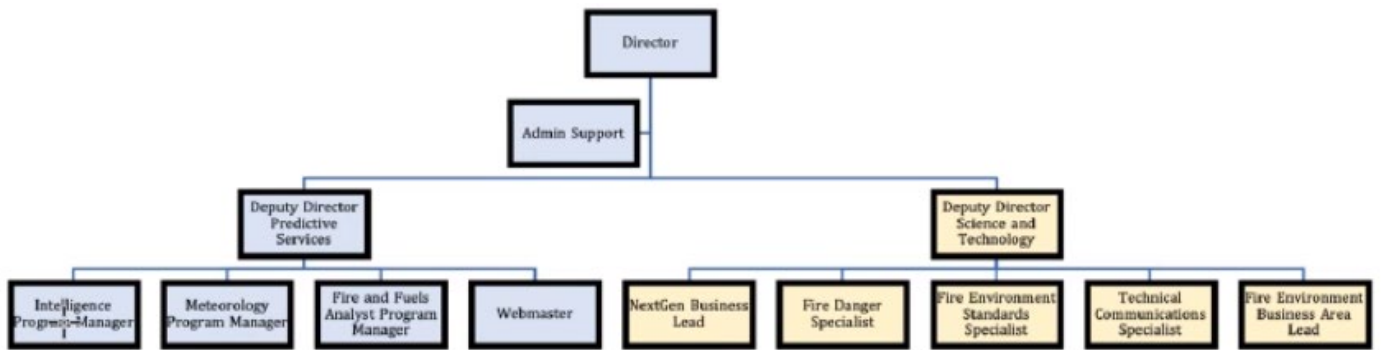 Director
Admin Support
Deputy Director
Predictive
Services
Deputy Director
Science and
Technology
Intelligence
Program Manager
Meteorology
Program Manager
Fire and Fuels
Analyst Program
Manager
Webmaster
NextGen Business
Lead
Fire Danger
Specialist
Fire Environment
Standards
Specialist
Technical
Communications
Specialist
Fire Environment
Business Area
Lead